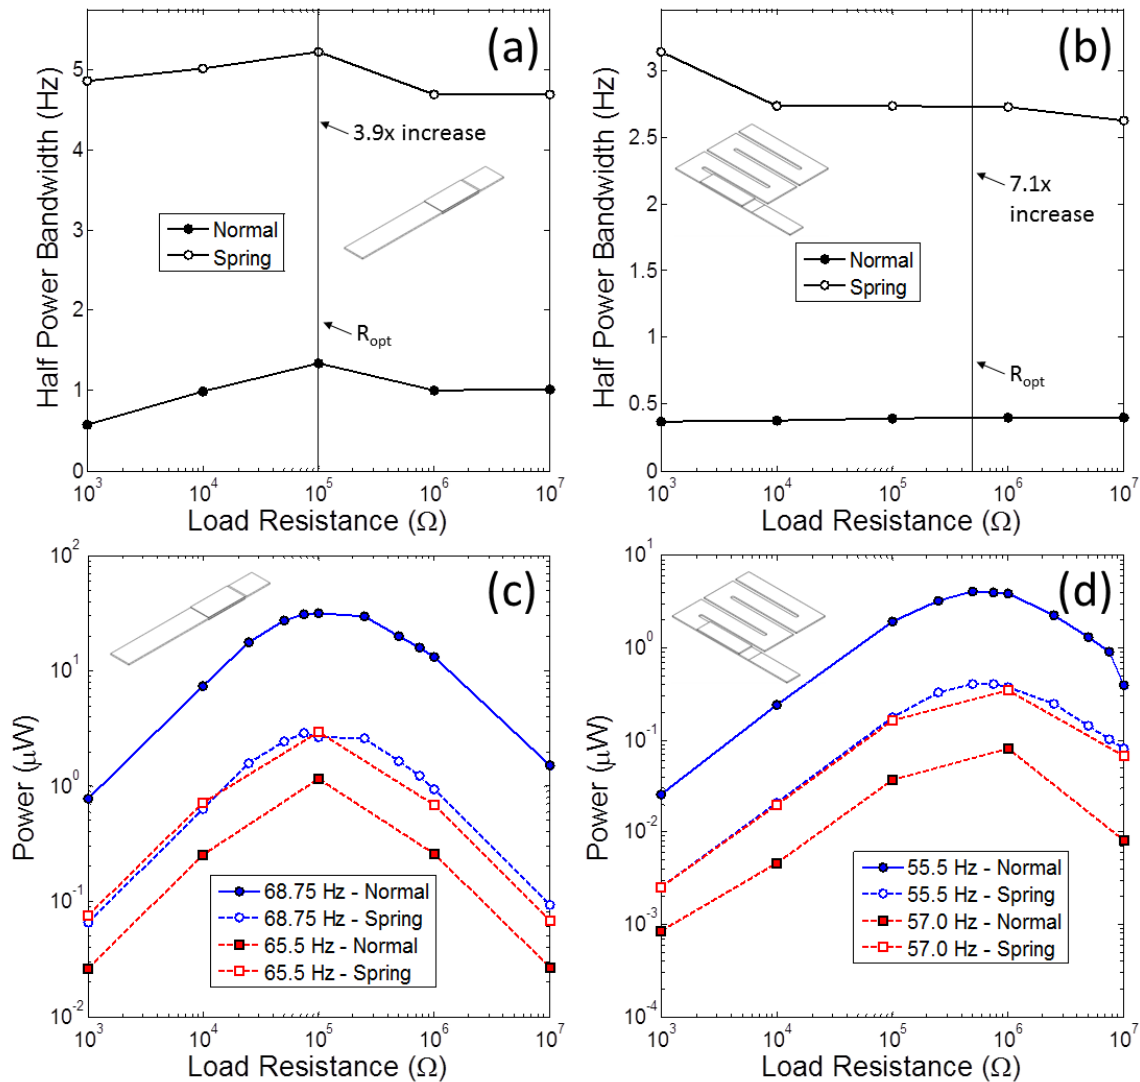 (a)
Half Power Bandwidth (Hz)
5
4
3
2
1
0
3.9x increase
Normal
Spring
R_opt
10^3
10^4
10^5
10^6
10^7
Load Resistance (Ω)
(b)
Half Power Bandwidth (Hz)
3
2.5
2
1.5
1
0.5
0
7.1x
increase
Normal
Spring
R_opt
10^3
10^4
10^5
10^6
10^7
Load Resistance (Ω)
(c)
Power (μW)
10^2
10^1
10^0
10^-1
10^-2
68.75 Hz - Normal
68.75 Hz - Spring
65.5 Hz - Normal
65.5 Hz - Spring
10^3
10^4
10^5
10^6
10^7
Load Resistance (Ω)
(d)
Power (μW)
10^1
10^0
10^-1
10^-2
10^-3
10^-4
55.5 Hz - Normal
55.5 Hz - Spring
57.0 Hz - Normal
57.0 Hz - Spring
10^3
10^4
10^5
10^6
10^7
Load Resistance (Ω)